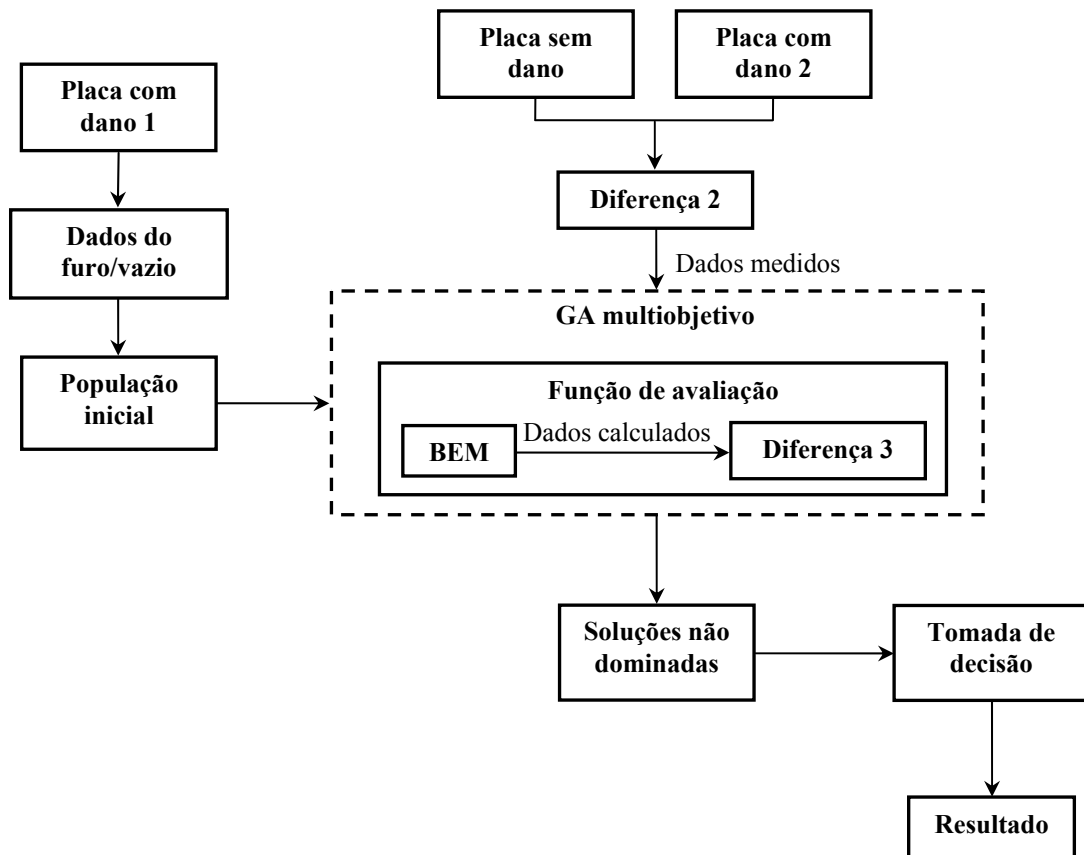 Placa sem
dano
Placa com
dano 2
Placa com
dano 1
Diferença 2
Dados do
furo/vazio
Dados medidos
GA multiobjetivo
População
inicial
Função de avaliação
BEM
Dados calculados
Diferença 3
Soluções não
dominadas
Tomada de
decisão
Resultado